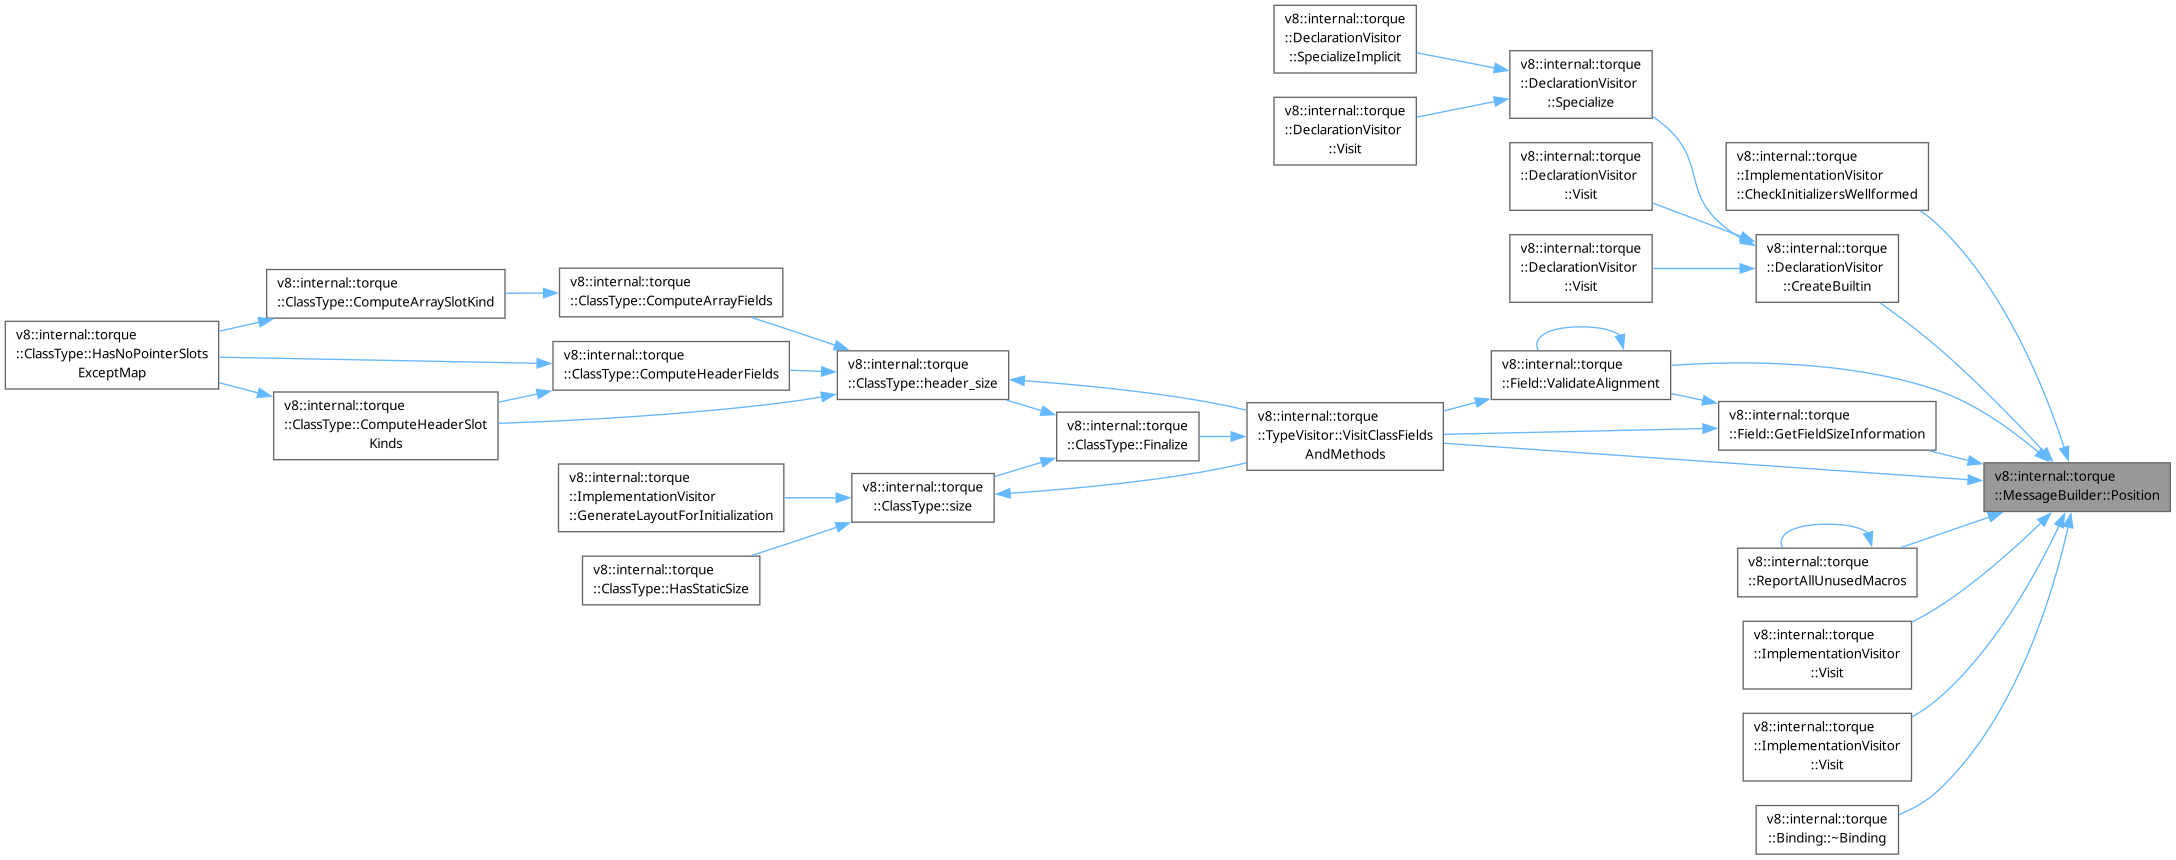 v8::internal::torque
::DeclarationVisitor
::SpecializeImplicit
v8::internal::torque
::DeclarationVisitor
::Specialize
v8::internal::torque
::DeclarationVisitor
::Visit
v8::internal::torque
::DeclarationVisitor
::Visit
v8::internal::torque
::ImplementationVisitor
::CheckInitializersWellformed
v8::internal::torque
::DeclarationVisitor
::Visit
v8::internal::torque
::DeclarationVisitor
::CreateBuiltin
v8::internal::torque
::ClassType::ComputeArraySlotKind
v8::internal::torque
::ClassType::ComputeArrayFields
v8::internal::torque
::ClassType::HasNoPointerSlots
ExceptMap
v8::internal::torque
::ClassType::ComputeHeaderFields
v8::internal::torque
::ClassType::header_size
v8::internal::torque
::Field::ValidateAlignment
v8::internal::torque
::ClassType::ComputeHeaderSlot
Kinds
v8::internal::torque
::ClassType::Finalize
v8::internal::torque
::TypeVisitor::VisitClassFields
AndMethods
v8::internal::torque
::Field::GetFieldSizeInformation
v8::internal::torque
::ImplementationVisitor
::GenerateLayoutForInitialization
v8::internal::torque
::ClassType::size
v8::internal::torque
::MessageBuilder::Position
v8::internal::torque
::ClassType::HasStaticSize
v8::internal::torque
::ReportAllUnusedMacros
v8::internal::torque
::ImplementationVisitor
::Visit
v8::internal::torque
::ImplementationVisitor
::Visit
v8::internal::torque
::Binding::~Binding